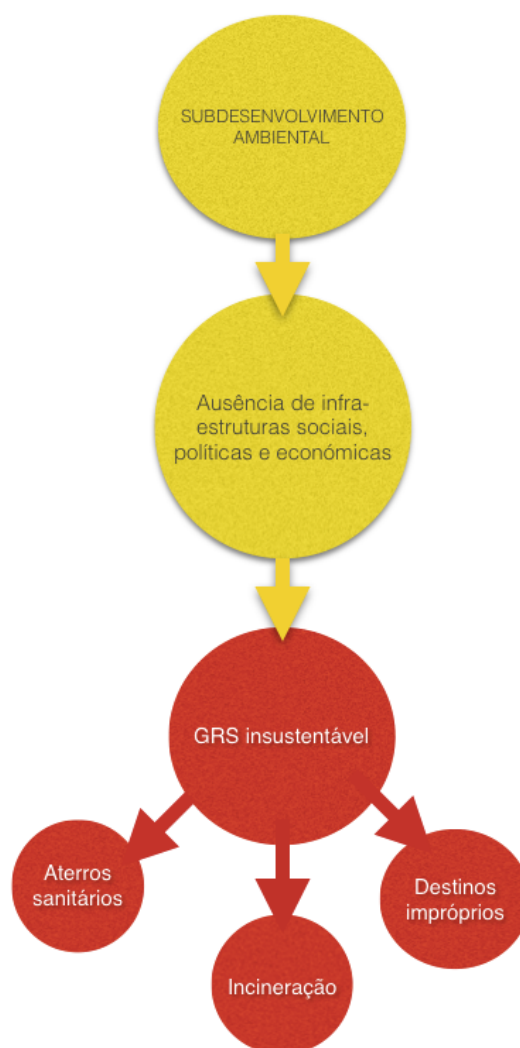 SUBDESENVOLVIMENTO
AMBIENTAL
Ausência de infra-
estruturas sociais,
políticas e económicas
GRS insustentável
Aterros
sanitários
Incineração
Destinos
impróprios